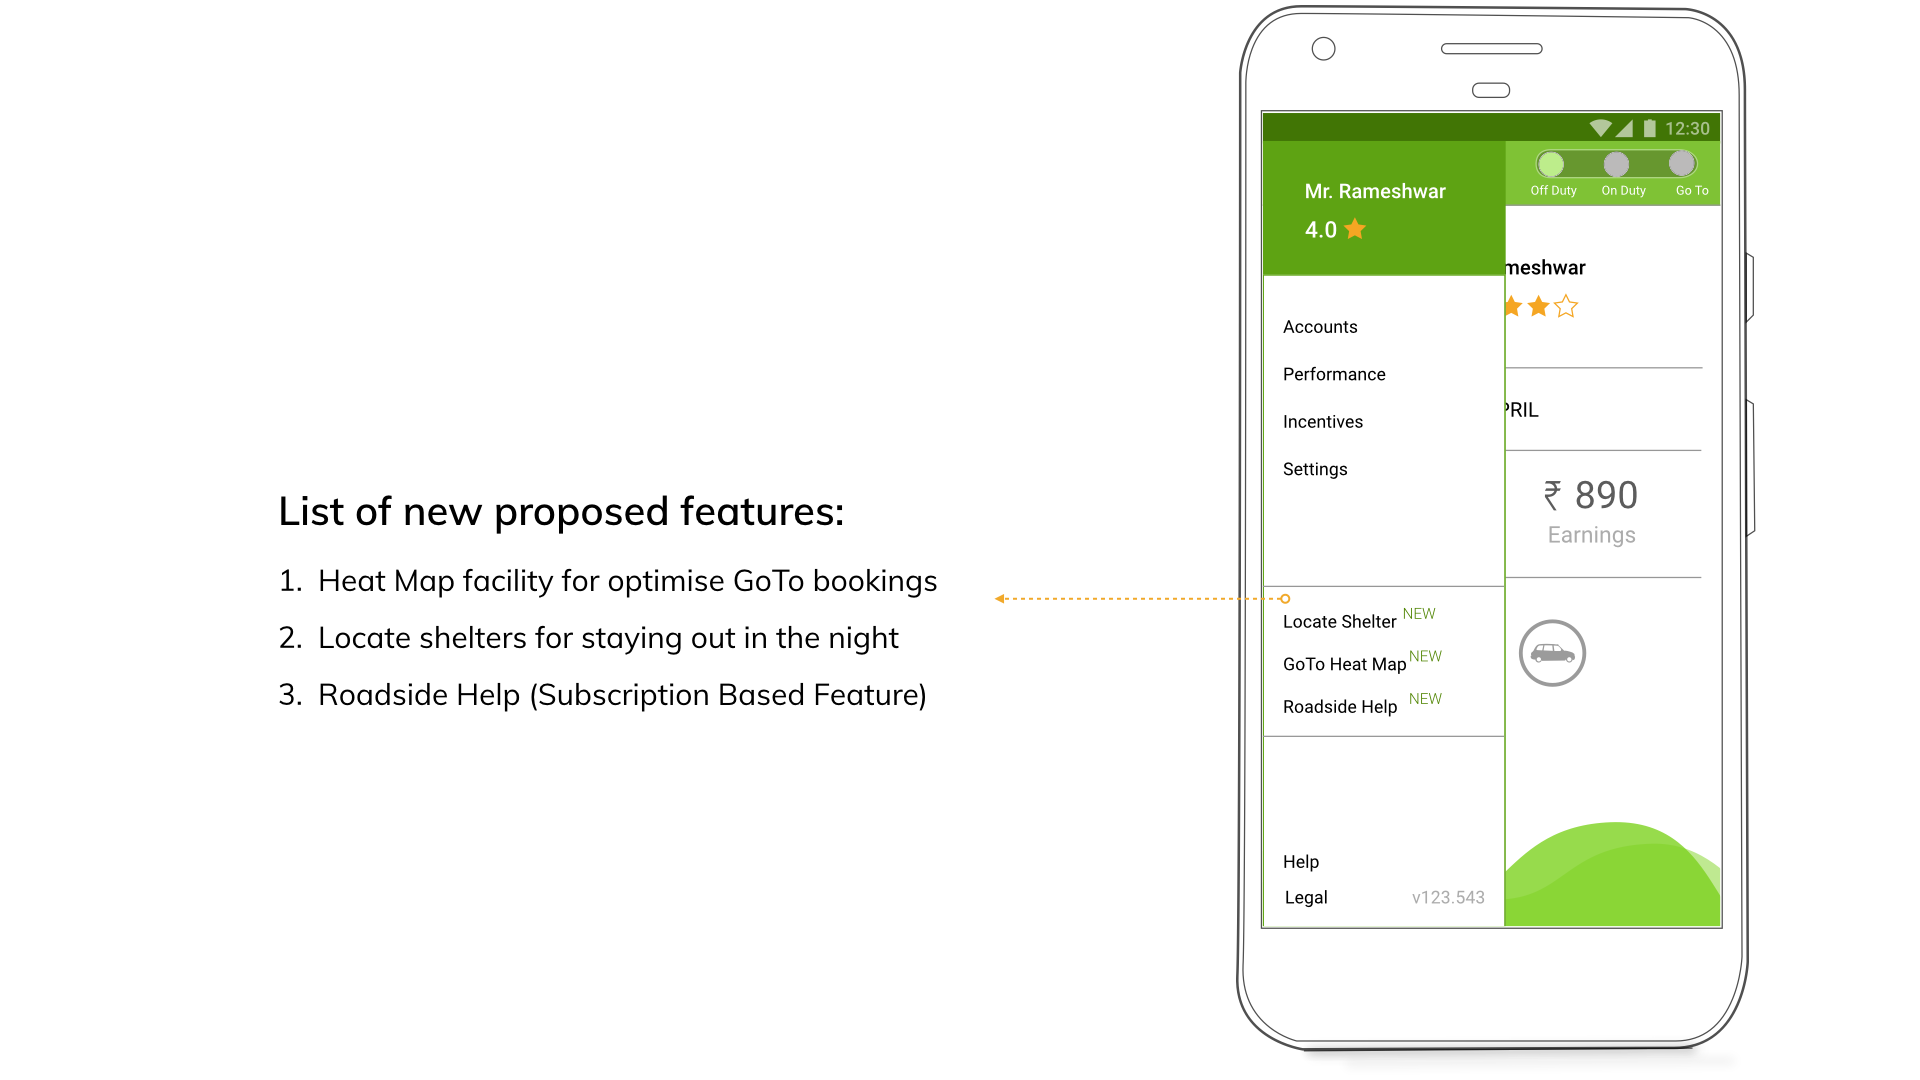 List of new proposed features:
1. Heat Map facility for optimise GoTo bookings
2. Locate shelters for staying out in the night
3. Roadside Help (Subscription Based Feature)
12:30
Off Duty On Duty Go To
Mr. Rameshwar
4.0
meshwar
Accounts
Performance
Incentives
Settings
PRIL
₹ 890
Earnings
Locate Shelter NEW
GoTo Heat Map NEW
Roadside Help NEW
Help
Legal v123.543